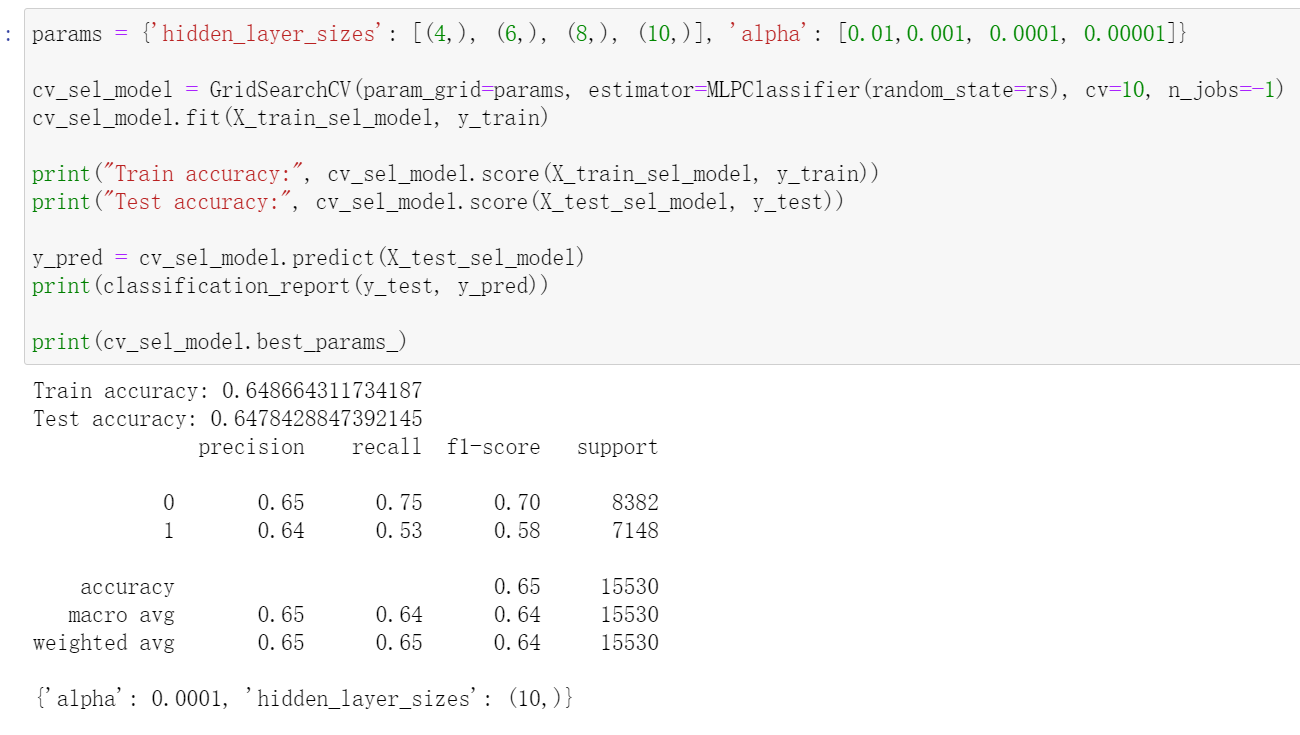 : params = {'hidden_layer_sizes': [(4,), (6,), (8,), (10,)], 'alpha': [0.01,0.001, 0.0001, 0.00001]}
cv_sel_model = GridSearchCV(param_grid=params, estimator=MLPClassifier(random_state=rs), cv=10, n_jobs=-1)
cv_sel_model.fit(X_train_sel_model, y_train)
print("Train accuracy:", cv_sel_model.score(X_train_sel_model, y_train))
print("Test accuracy:", cv_sel_model.score(X_test_sel_model, y_test))
y_pred = cv_sel_model.predict(X_test_sel_model)
print(classification_report(y_test, y_pred))
print(cv_sel_model.best_params_)
Train accuracy: 0.648664311734187
Test accuracy: 0.6478428847392145
precision recall f1-score support
0 0.65 0.75 0.70 8382
1 0.64 0.53 0.58 7148
accuracy 0.65 15530
macro avg 0.65 0.64 0.64 15530
weighted avg 0.65 0.65 0.64 15530
{'alpha': 0.0001, 'hidden_layer_sizes': (10,)}